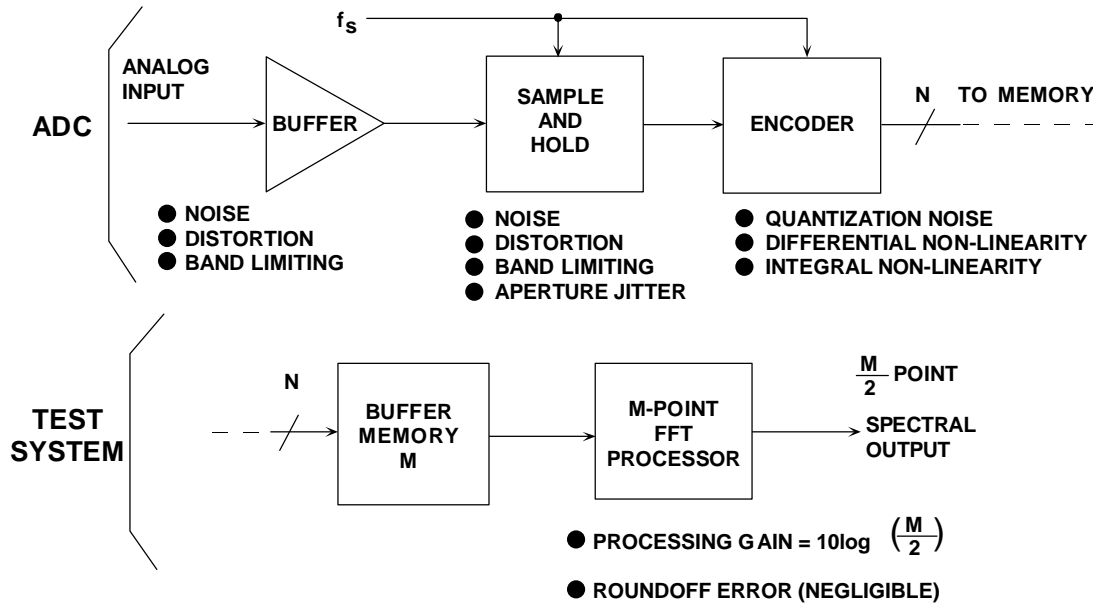 f_s
ADC
ANALOG
INPUT
BUFFER
SAMPLE
AND
HOLD
ENCODER
N
TO MEMORY
● NOISE
● DISTORTION
● BAND LIMITING
● NOISE
● DISTORTION
● BAND LIMITING
● APERTURE JITTER
● QUANTIZATION NOISE
● DIFFERENTIAL NON-LINEARITY
● INTEGRAL NON-LINEARITY
TEST
SYSTEM
N
BUFFER
MEMORY
M
M-POINT
FFT
PROCESSOR
M/2 POINT
SPECTRAL
OUTPUT
● PROCESSING GAIN = 10log (M/2)
● ROUNDOFF ERROR (NEGLIGIBLE)